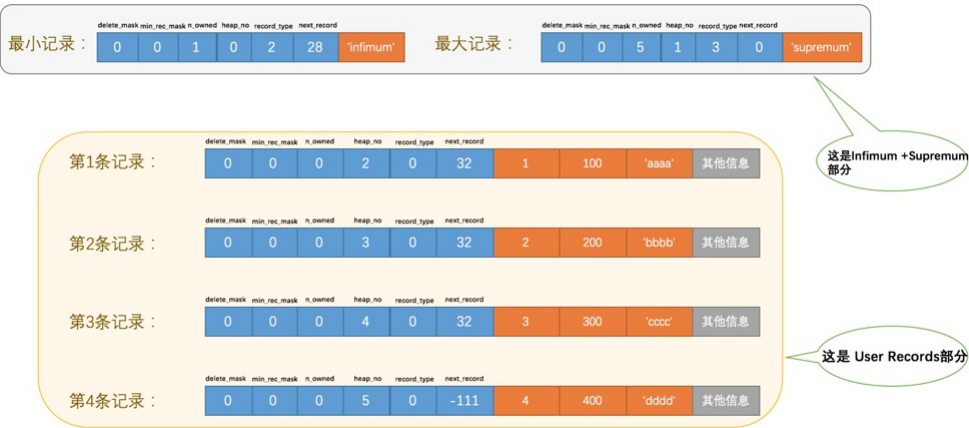 delete_mask min_rec_mask n_owned heap_no record_type next_record
最小记录： 0 0 1 0 2 28 'infimum'
delete_mask min_rec_mask n_owned heap_no record_type next_record
最大记录： 0 0 5 1 3 0 'supremum'
这是Infimum +Supremum
部分
delete_mask min_rec_mask n_owned heap_no record_type next_record
第1条记录： 0 0 0 2 0 32 1 100 'aaaa' 其他信息
delete_mask min_rec_mask n_owned heap_no record_type next_record
第2条记录： 0 0 0 3 0 32 2 200 'bbbb' 其他信息
delete_mask min_rec_mask n_owned heap_no record_type next_record
第3条记录： 0 0 0 4 0 32 3 300 'cccc' 其他信息
这是 User Records部分
delete_mask min_rec_mask n_owned heap_no record_type next_record
第4条记录： 0 0 0 5 0 -111 4 400 'dddd' 其他信息